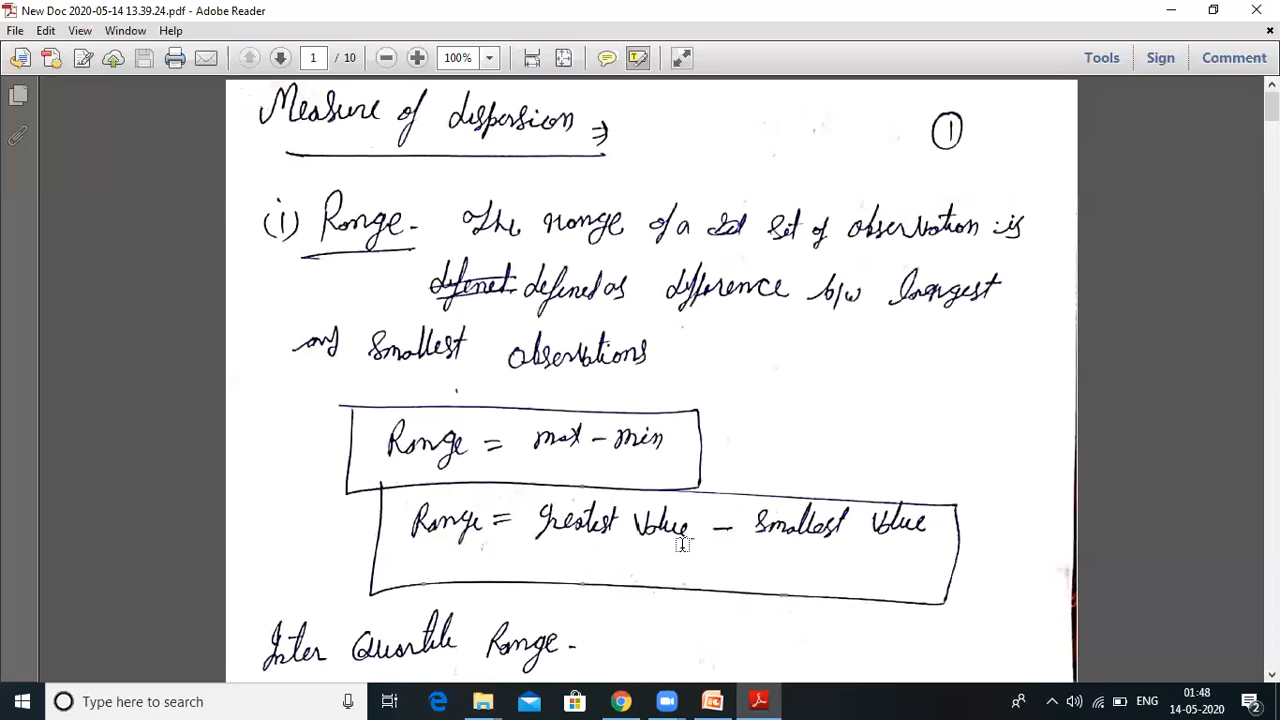 New Doc 2020-05-14 13.39.24.pdf - Adobe Reader
File Edit View Window Help
1 / 10 100% Tools Sign Comment
Measure of dispersion ⇒
1
(i) Range - The range of a set of observation is
defined as difference b/w largest
and smallest observations
Range = max - min
Range = Greatest Value - Smallest Value
Inter Quartile Range -
Type here to search
ENG
01:48
14-05-2020